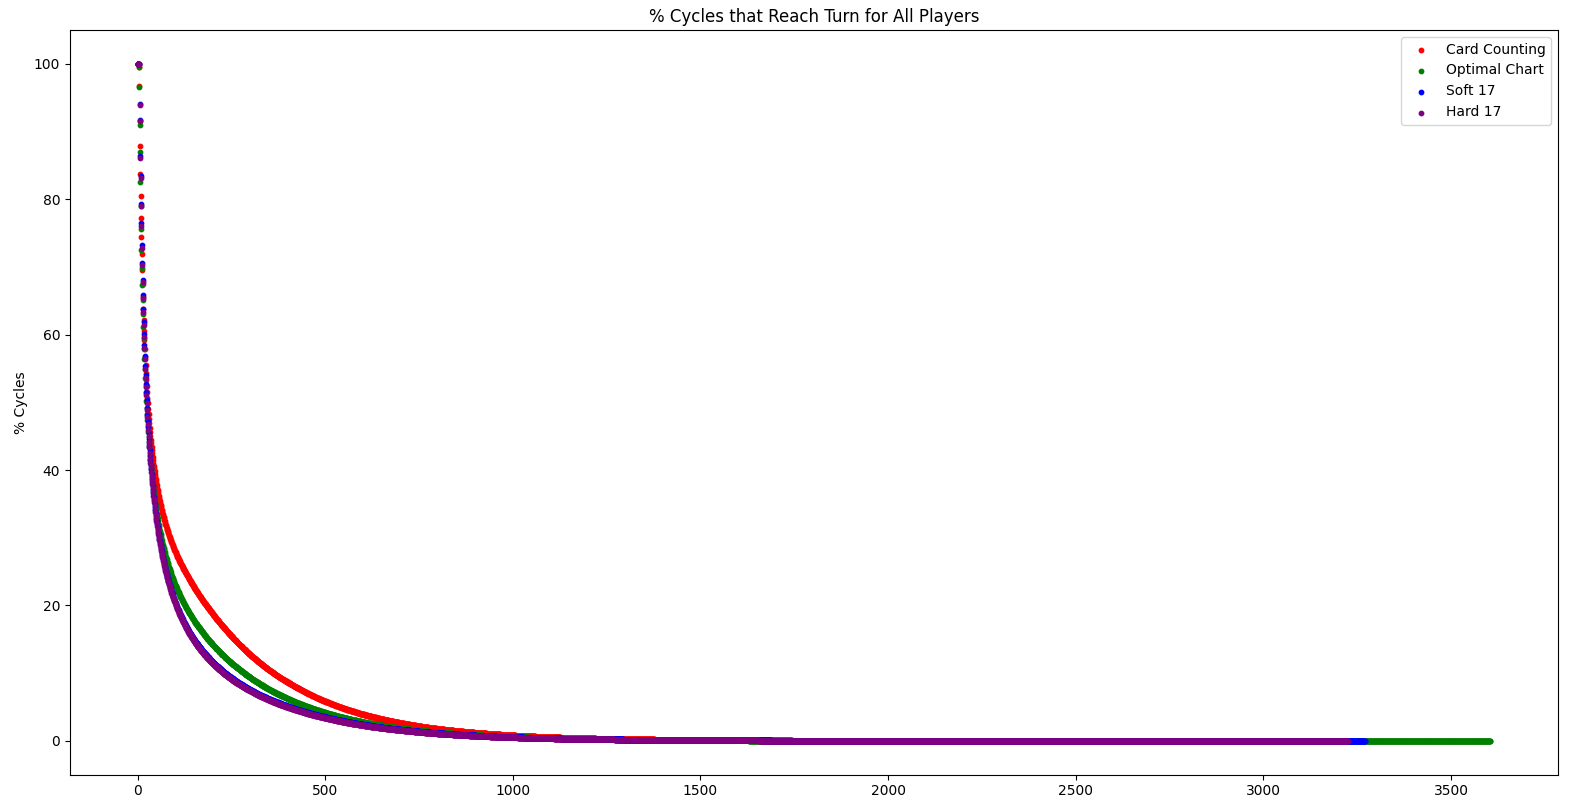 % Cycles that Reach Turn for All Players
Card Counting
Optimal Chart
Soft 17
Hard 17
100
80
60
40
20
0
% Cycles
0
500
1000
1500
2000
2500
3000
3500